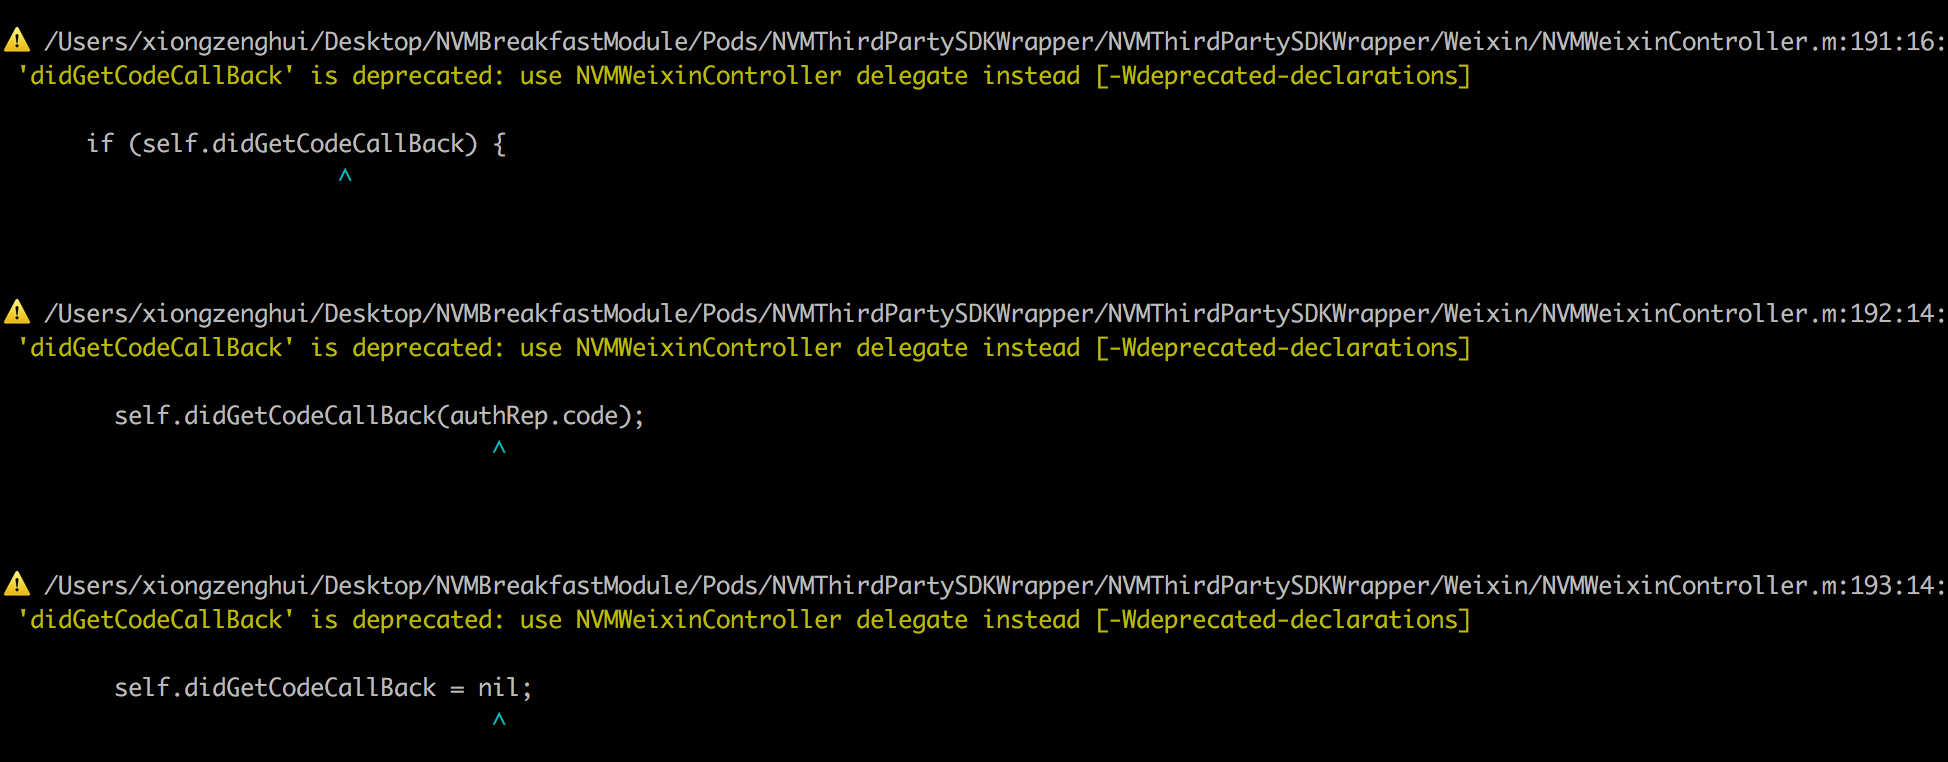 ⚠️ /Users/xiongzenghui/Desktop/NVMBreakfastModule/Pods/NVMThirdPartySDKWrapper/NVMThirdPartySDKWrapper/Weixin/NVMWeixinController.m:191:16:
'didGetCodeCallBack' is deprecated: use NVMWeixinController delegate instead [-Wdeprecated-declarations]
if (self.didGetCodeCallBack) {
^
⚠️ /Users/xiongzenghui/Desktop/NVMBreakfastModule/Pods/NVMThirdPartySDKWrapper/NVMThirdPartySDKWrapper/Weixin/NVMWeixinController.m:192:14:
'didGetCodeCallBack' is deprecated: use NVMWeixinController delegate instead [-Wdeprecated-declarations]
self.didGetCodeCallBack(authRep.code);
^
⚠️ /Users/xiongzenghui/Desktop/NVMBreakfastModule/Pods/NVMThirdPartySDKWrapper/NVMThirdPartySDKWrapper/Weixin/NVMWeixinController.m:193:14:
'didGetCodeCallBack' is deprecated: use NVMWeixinController delegate instead [-Wdeprecated-declarations]
self.didGetCodeCallBack = nil;
^